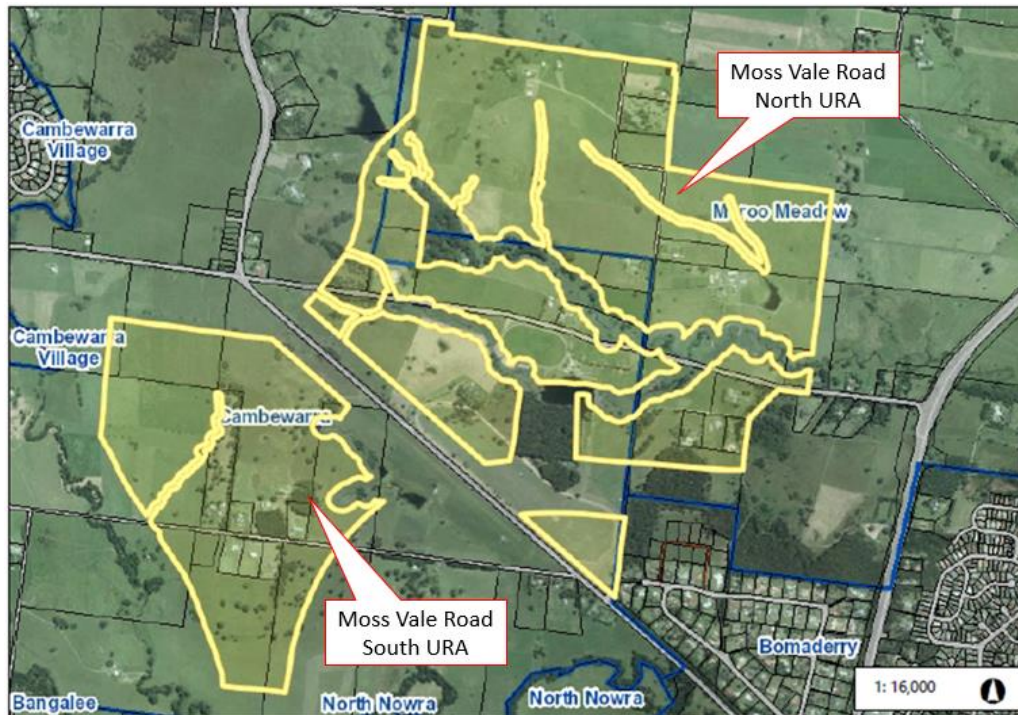 Moss Vale Road
North URA
Cambewarra
Village
Meroo Meadow
Cambewarra
Village
Cambewarra
Moss Vale Road
South URA
Bomaderry
1: 16,000
Bangalee
North Nowra
North Nowra